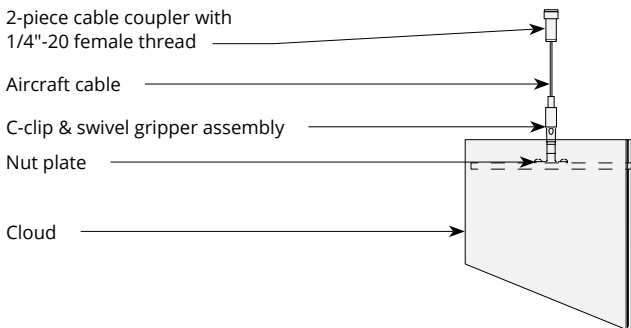 2-piece cable coupler with
1/4"-20 female thread
Aircraft cable
C-clip & swivel gripper assembly
Nut plate
Cloud